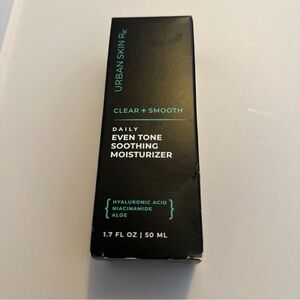 URBAN SKIN Rx
CLEAR + SMOOTH
DAILY
EVEN TONE
SOOTHING
MOISTURIZER
HYALURONIC ACID
NIACINAMIDE
ALOE
1.7 FL OZ | 50 ML